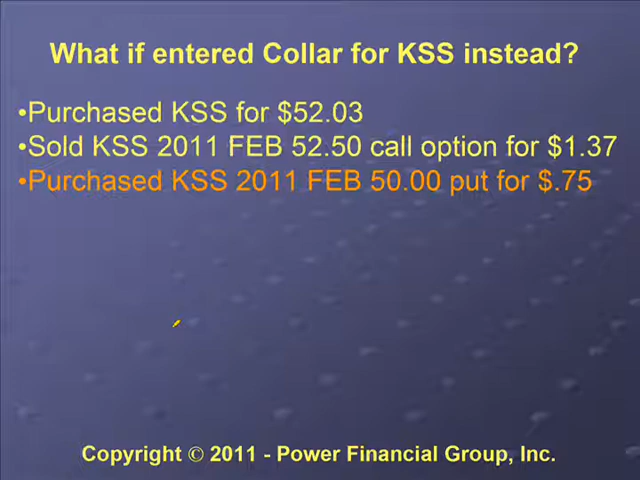 What if entered Collar for KSS instead?
•Purchased KSS for $52.03
•Sold KSS 2011 FEB 52.50 call option for $1.37
•Purchased KSS 2011 FEB 50.00 put for $.75
Copyright © 2011 - Power Financial Group, Inc.